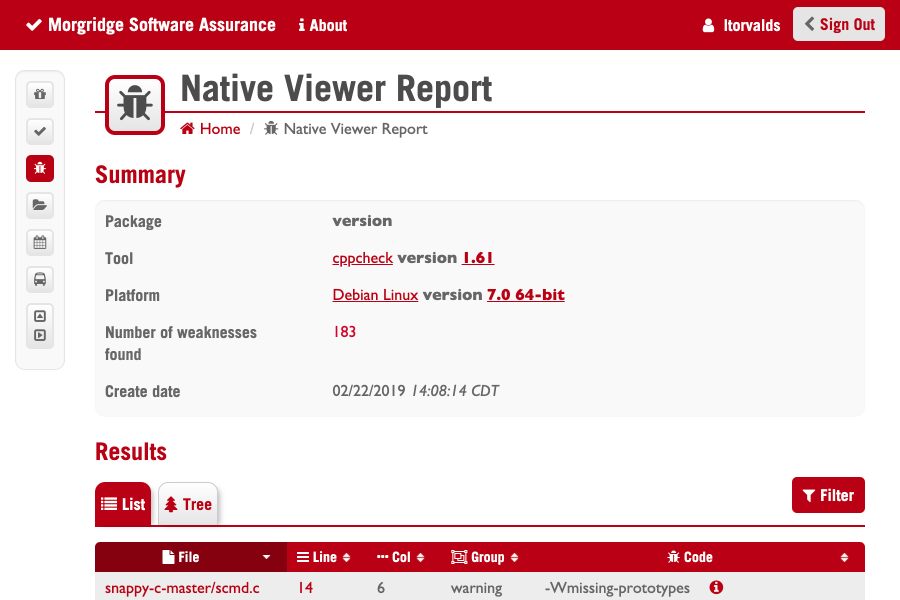 Morgridge Software Assurance About ltorvalds Sign Out
Native Viewer Report
Home / Native Viewer Report
Summary
Package version
Tool cppcheck version 1.61
Platform Debian Linux version 7.0 64-bit
Number of weaknesses 183
found
Create date 02/22/2019 14:08:14 CDT
Results
List Tree Filter
File Line Col Group Code
snappy-c-master/scmd.c 14 6 warning -Wmissing-prototypes